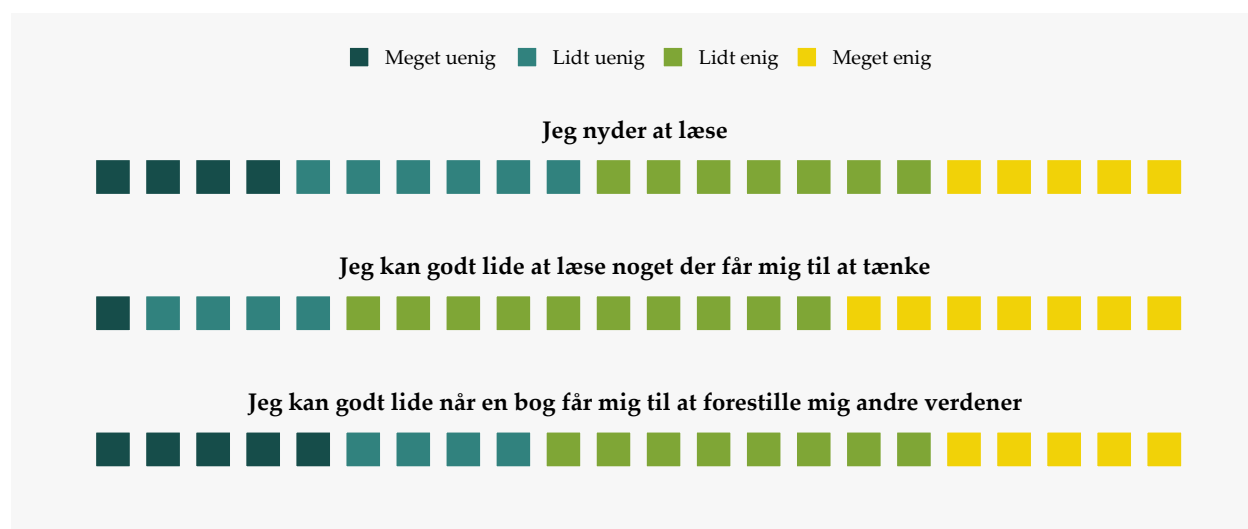 Meget uenig Lidt uenig Lidt enig Meget enig
Jeg nyder at læse
Jeg kan godt lide at læse noget der får mig til at tænke
Jeg kan godt lide når en bog får mig til at forestille mig andre verdener